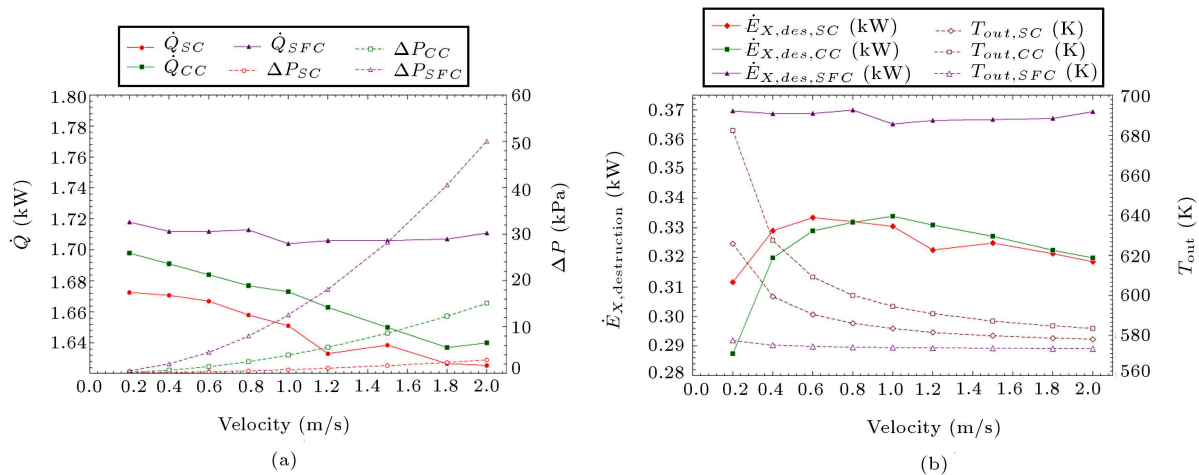 Q̇_SC Q̇_SFC ΔP_CC
Q̇_CC ΔP_SC ΔP_SFC
1.80
1.78
1.76
1.74
1.72
1.70
1.68
1.66
1.64
Q̇ (kW)
60
50
40
30
20
10
0
ΔP (kPa)
0.0 0.2 0.4 0.6 0.8 1.0 1.2 1.4 1.6 1.8 2.0
Velocity (m/s)
(a)
Ė_X,des,SC (kW) T_out,SC (K)
Ė_X,des,CC (kW) T_out,CC (K)
Ė_X,des,SFC (kW) T_out,SFC (K)
0.37
0.36
0.35
0.34
0.33
0.32
0.31
0.30
0.29
0.28
Ė_X,destruction (kW)
700
680
660
640
620
600
580
560
T_out (K)
0.0 0.2 0.4 0.6 0.8 1.0 1.2 1.4 1.6 1.8 2.0
Velocity (m/s)
(b)